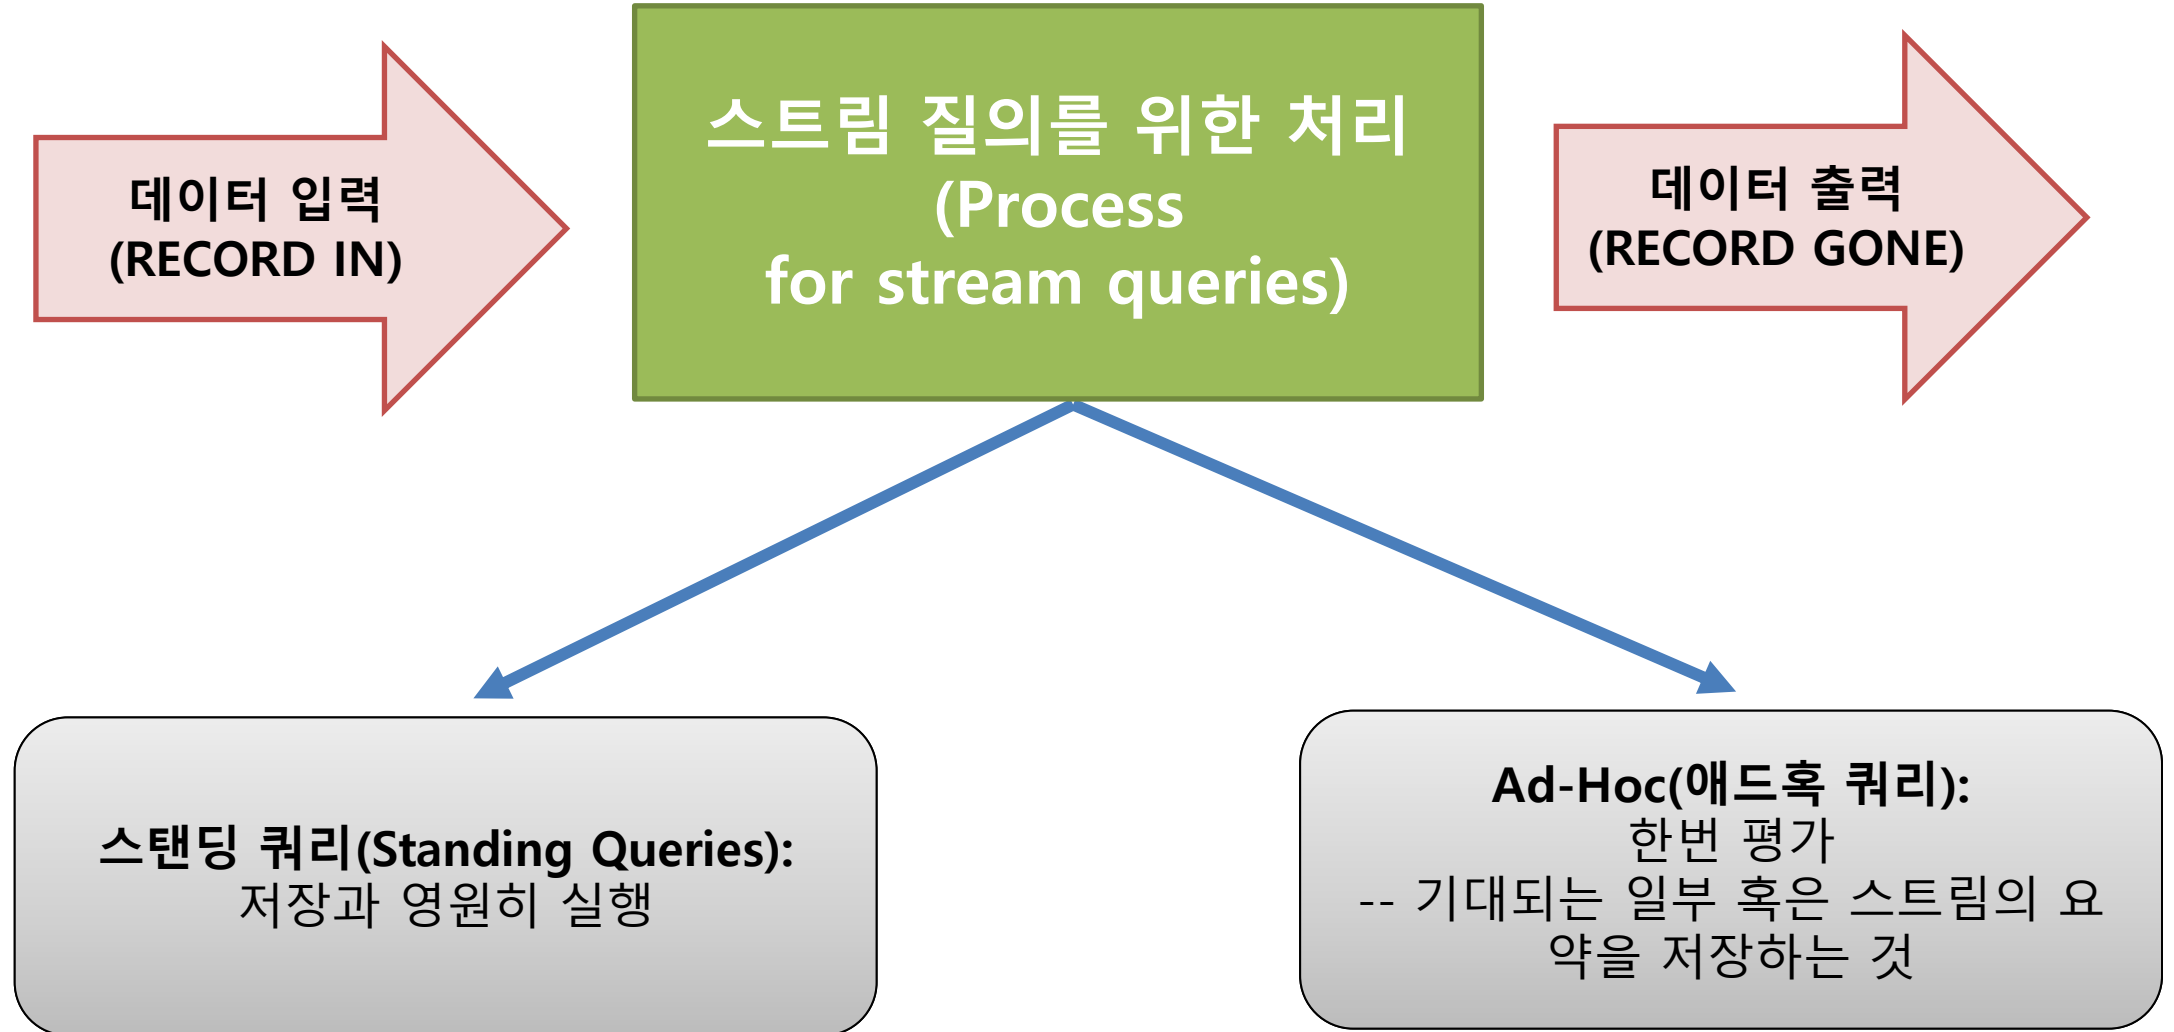 데이터 입력
(RECORD IN)
스트림 질의를 위한 처리
(Process
for stream queries)
데이터 출력
(RECORD GONE)
스탠딩 쿼리(Standing Queries):
저장과 영원히 실행
Ad-Hoc(애드혹 쿼리):
한번 평가
-- 기대되는 일부 혹은 스트림의 요
약을 저장하는 것